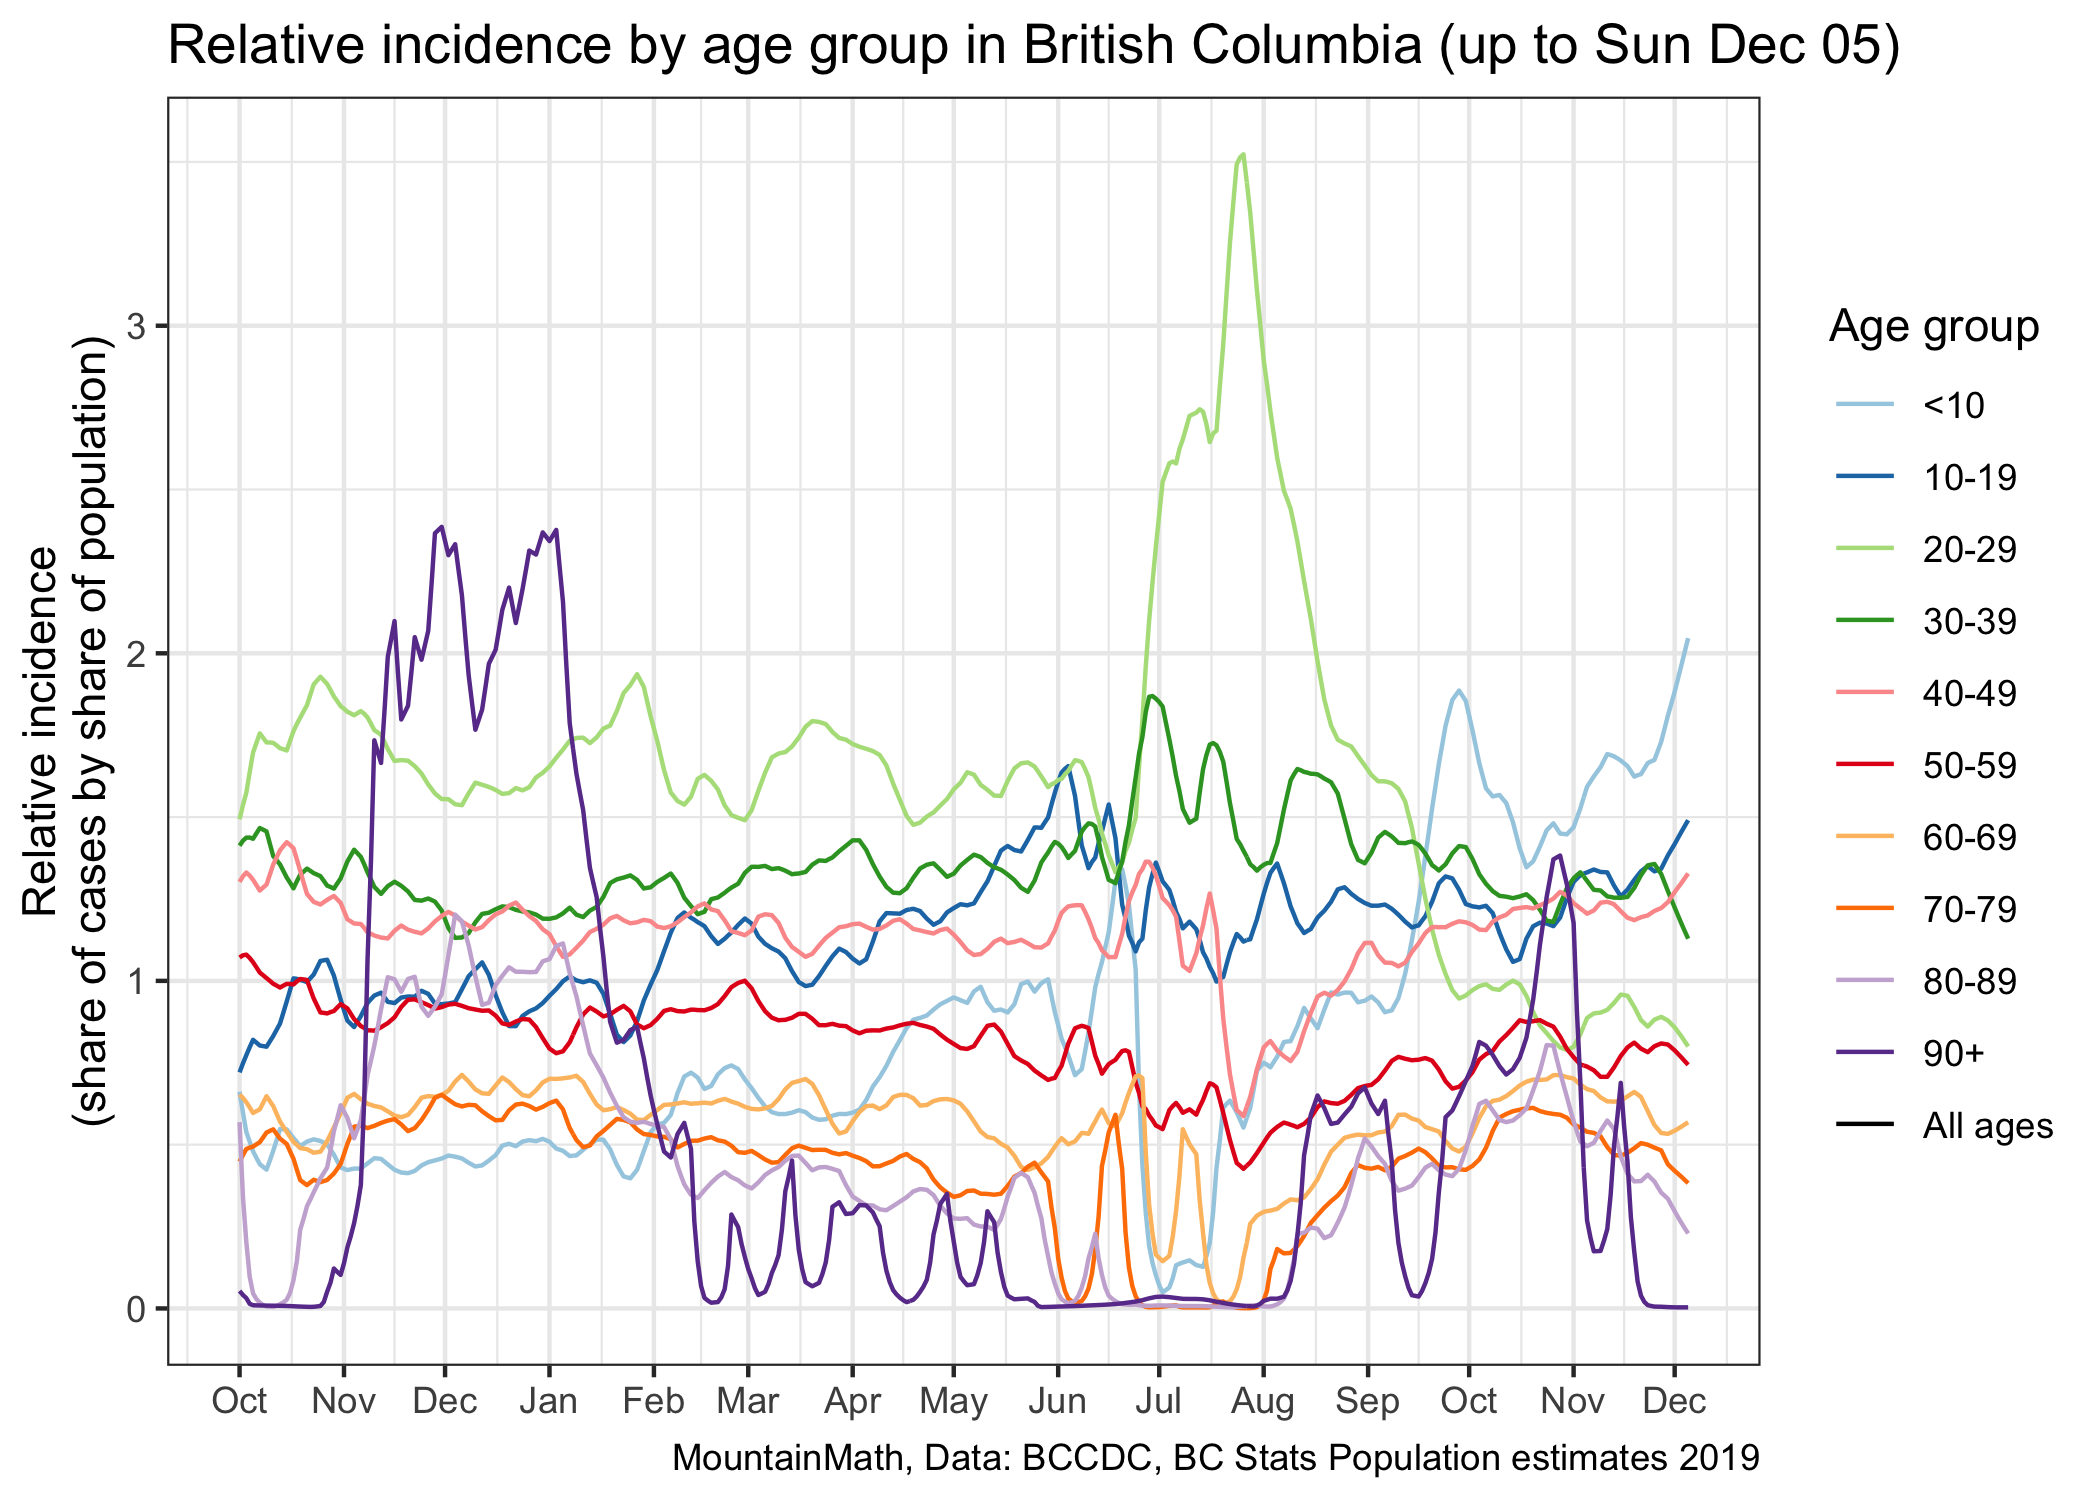 Relative incidence by age group in British Columbia (up to Sun Dec 05)
Relative incidence
(share of cases by share of population)
3
2
1
0
Oct Nov Dec Jan Feb Mar Apr May Jun Jul Aug Sep Oct Nov Dec
Age group
<10
10-19
20-29
30-39
40-49
50-59
60-69
70-79
80-89
90+
All ages
MountainMath, Data: BCCDC, BC Stats Population estimates 2019